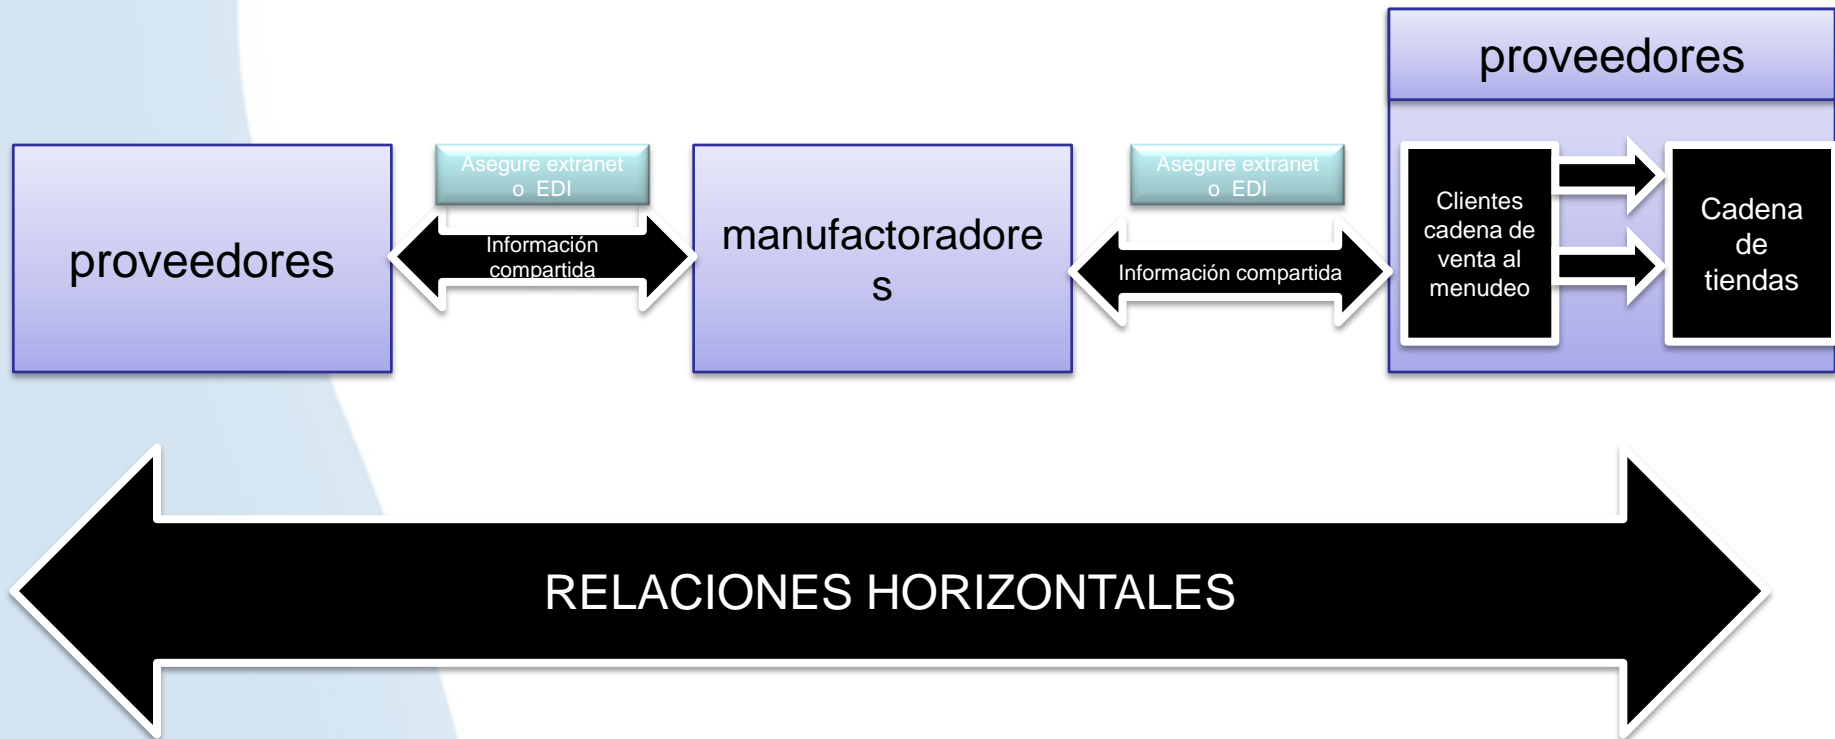 proveedores
Asegure extranet
o EDI
Información
compartida
manufactoradore
s
Asegure extranet
o EDI
Información compartida
proveedores
Clientes
cadena de
venta al
menudeo
Cadena
de
tiendas
RELACIONES HORIZONTALES